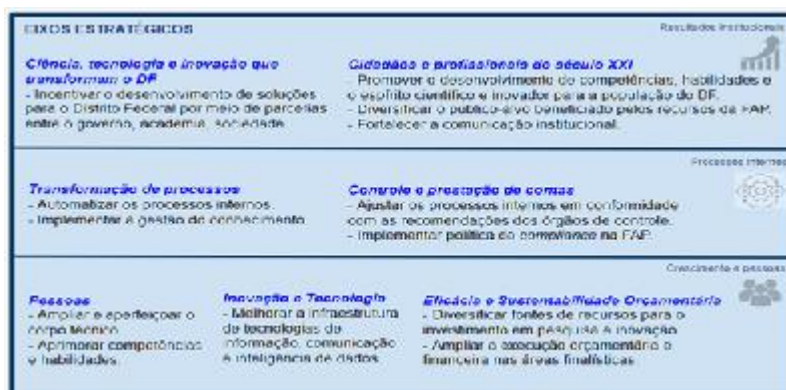 EIXOS ESTRATÉGICOS
Resultados Institucionais
Ciência, tecnologia e inovação que
transformam o DF
- Incentivar o desenvolvimento de soluções
para o Distrito Federal por meio de parcerias
entre o governo, academia, sociedade.
Cidadãos e profissionais do século XXI
- Promover o desenvolvimento de competências, habilidades e
o espírito científico e inovador para a população do DF.
- Diversificar o público-alvo beneficiado pelos recursos da FAP.
- Fortalecer a comunicação institucional.
Processos Internos
Transformação de processos
- Automatizar os processos internos.
- Implementar a gestão do conhecimento.
Controle e prestação de contas
- Ajustar os processos internos em conformidade
com as recomendações dos órgãos de controle.
- Implementar política de compliance na FAP.
Crescimento e pessoas
Pessoas
- Ampliar e aperfeiçoar o
corpo técnico.
- Aprimorar competências
e habilidades.
Inovação e Tecnologia
- Melhorar a infraestrutura
de tecnologias de
informação, comunicação
e inteligência de dados.
Eficácia e Sustentabilidade Orçamentária
- Diversificar fontes de recursos para o
investimento em pesquisa e inovação.
- Ampliar a execução orçamentária e
financeira nas áreas finalísticas.